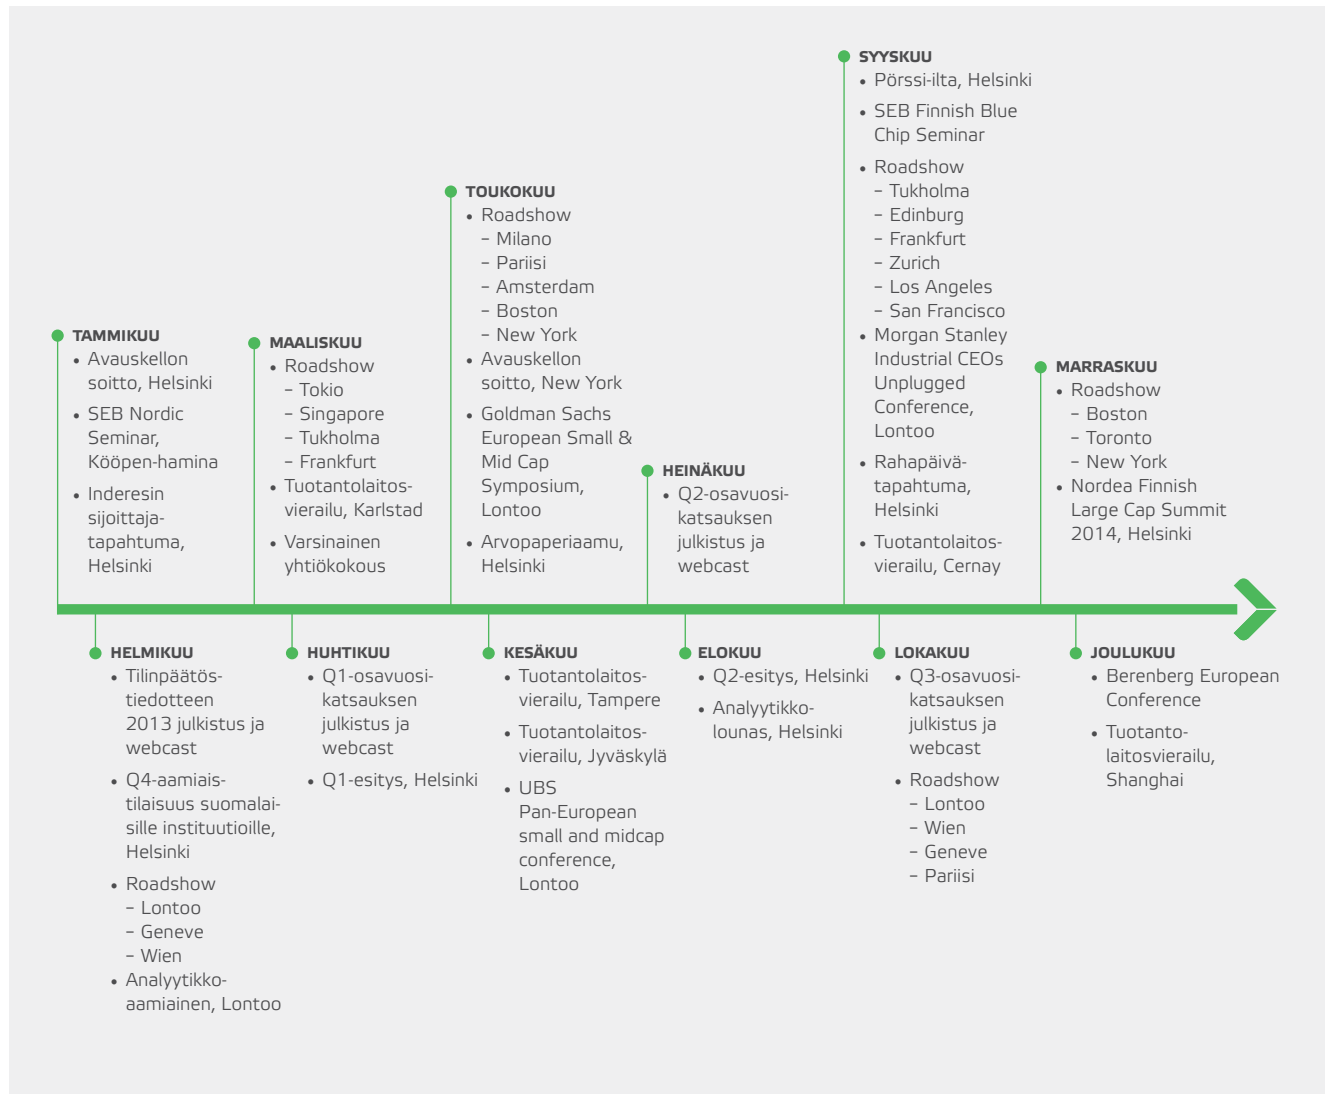 TAMMIKUU
• Avauskellon
soitto, Helsinki
• SEB Nordic
Seminar,
Kööpen-hamina
• Inderesin
sijoittaja-
tapahtuma,
Helsinki
HELMIKUU
• Tilinpäätös-
tiedotteen
2013 julkistus ja
webcast
• Q4-aamiais-
tilaisuus suomalai-
sille instituutioille,
Helsinki
• Roadshow
– Lontoo
– Geneve
– Wien
• Analyytikko-
aamiainen, Lontoo
MAALISKUU
• Roadshow
– Tokio
– Singapore
– Tukholma
– Frankfurt
• Tuotantolaitos-
vierailu, Karlstad
• Varsinainen
yhtiökokous
HUHTIKUU
• Q1-osavuosi-
katsauksen
julkistus ja
webcast
• Q1-esitys, Helsinki
TOUKOKUU
• Roadshow
– Milano
– Pariisi
– Amsterdam
– Boston
– New York
• Avauskellon
soitto, New York
• Goldman Sachs
European Small &
Mid Cap
Symposium,
Lontoo
• Arvopaperiaamu,
Helsinki
KESÄKUU
• Tuotantolaitos-
vierailu, Tampere
• Tuotantolaitos-
vierailu, Jyväskylä
• UBS
Pan-European
small and midcap
conference,
Lontoo
HEINÄKUU
• Q2-osavuosi-
katsauksen
julkistus ja
webcast
ELOKUU
• Q2-esitys, Helsinki
• Analyytikko-
lounas, Helsinki
SYYSKUU
• Pörssi-ilta, Helsinki
• SEB Finnish Blue
Chip Seminar
• Roadshow
– Tukholma
– Edinburg
– Frankfurt
– Zurich
– Los Angeles
– San Francisco
• Morgan Stanley
Industrial CEOs
Unplugged
Conference,
Lontoo
• Rahapäivä-
tapahtuma,
Helsinki
• Tuotantolaitos-
vierailu, Cernay
LOKAKUU
• Q3-osavuosi-
katsauksen
julkistus ja
webcast
• Roadshow
– Lontoo
– Wien
– Geneve
– Pariisi
MARRASKUU
• Roadshow
– Boston
– Toronto
– New York
• Nordea Finnish
Large Cap Summit
2014, Helsinki
JOULUKUU
• Berenberg European
Conference
• Tuotanto-
laitosvierailu,
Shanghai